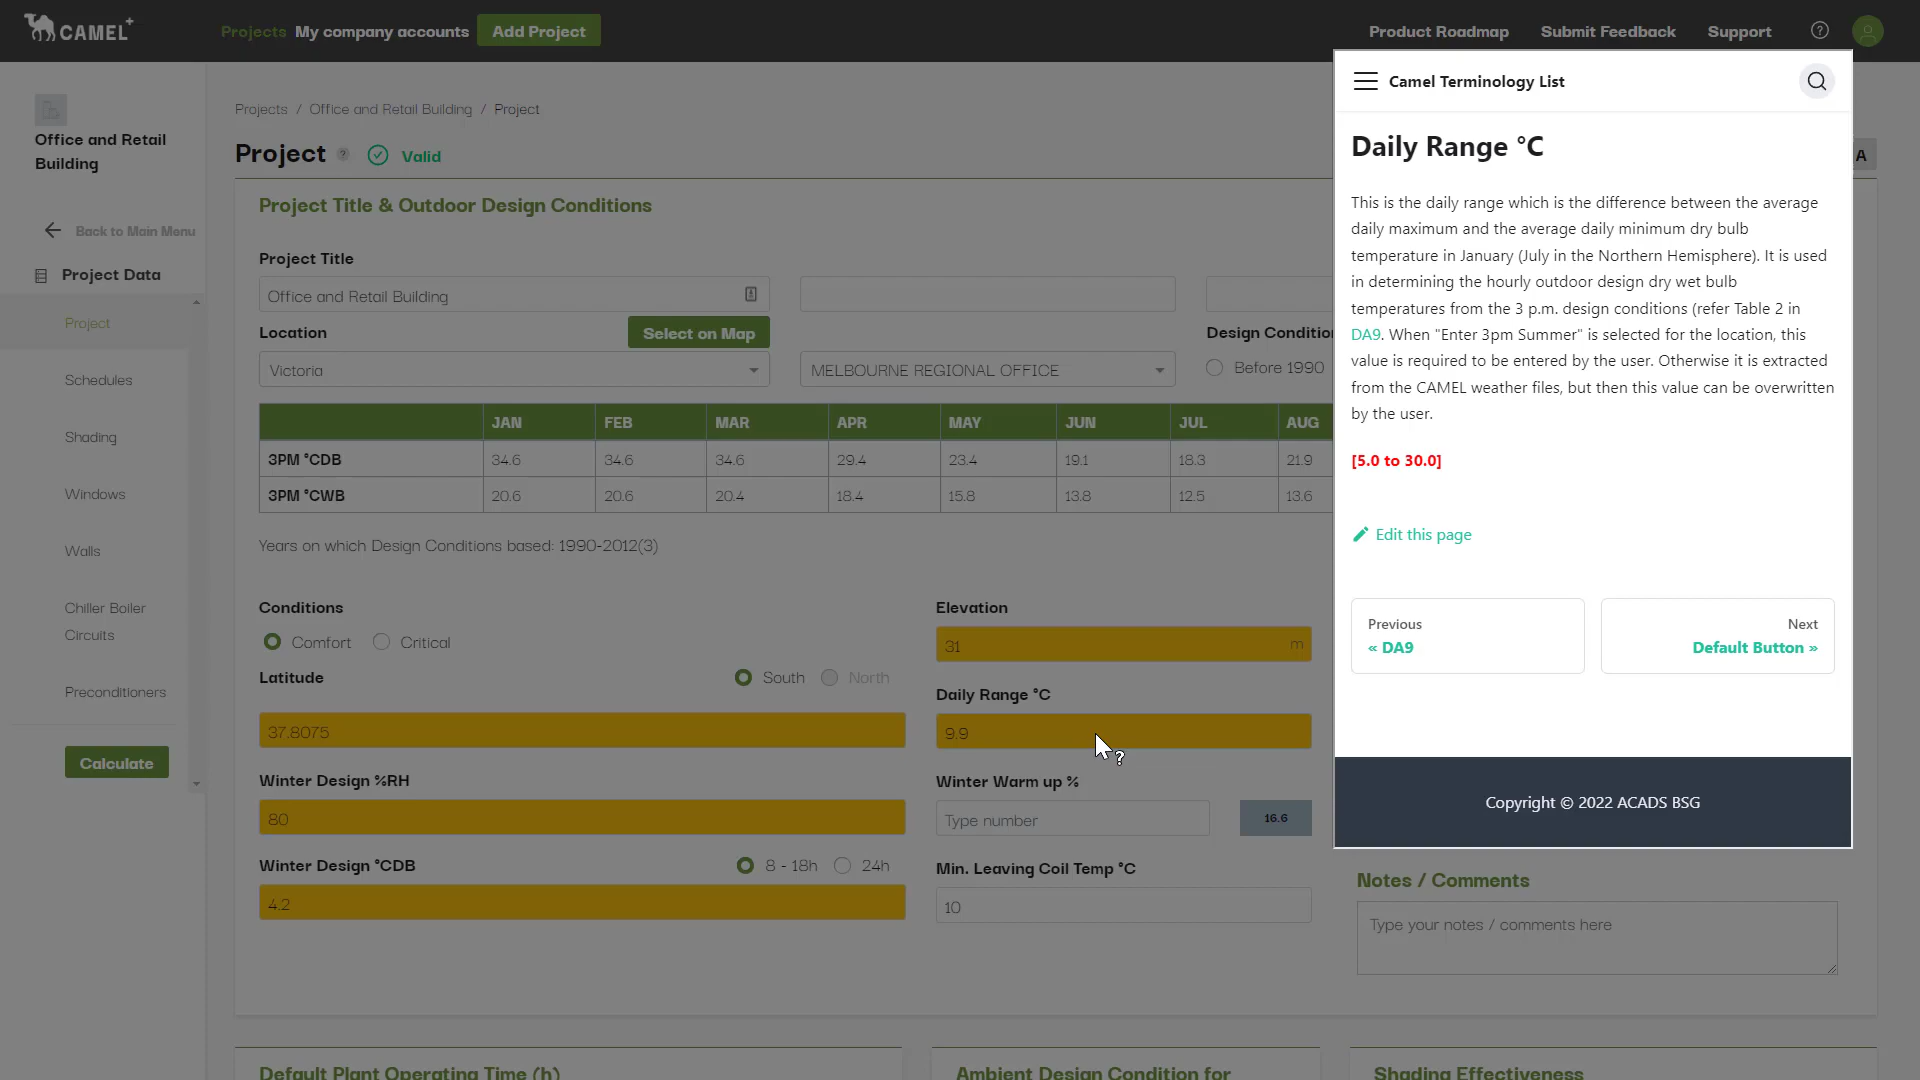 CAMEL+
Projects My company accounts Add Project
Product Roadmap Submit Feedback Support ?
Office and Retail
Building
Back to Main Menu
Project Data
Project
Schedules
Shading
Windows
Walls
Chiller Boiler
Circuits
Preconditioners
Calculate
Projects / Office and Retail Building / Project
Project ? Valid
A
Project Title & Outdoor Design Conditions
Project Title
Office and Retail Building
Location Select on Map Design Condition
Victoria MELBOURNE REGIONAL OFFICE Before 1990
JAN FEB MAR APR MAY JUN JUL AUG
3PM °CDB 34.6 34.6 34.6 29.4 23.4 19.1 18.3 21.9
3PM °CWB 20.6 20.6 20.4 18.4 15.8 13.8 12.5 13.6
Years on which Design Conditions based: 1990-2012(3)
Conditions
Comfort Critical
Latitude South North
37.8075
Winter Design %RH
80
Winter Design °CDB 8 - 18h 24h
4.2
Elevation
31 m
Daily Range °C
9.9
?
Winter Warm up %
Type number 16.6
Min. Leaving Coil Temp °C
10
Camel Terminology List
Daily Range °C
This is the daily range which is the difference between the average
daily maximum and the average daily minimum dry bulb
temperature in January (July in the Northern Hemisphere). It is used
in determining the hourly outdoor design dry wet bulb
temperatures from the 3 p.m. design conditions (refer Table 2 in
DA9. When "Enter 3pm Summer" is selected for the location, this
value is required to be entered by the user. Otherwise it is extracted
from the CAMEL weather files, but then this value can be overwritten
by the user.
[5.0 to 30.0]
Edit this page
Previous
« DA9
Next
Default Button »
Copyright © 2022 ACADS BSG
Notes / Comments
Type your notes / comments here
Default Plant Operating Time (h)
Ambient Design Condition for
Shading Effectiveness